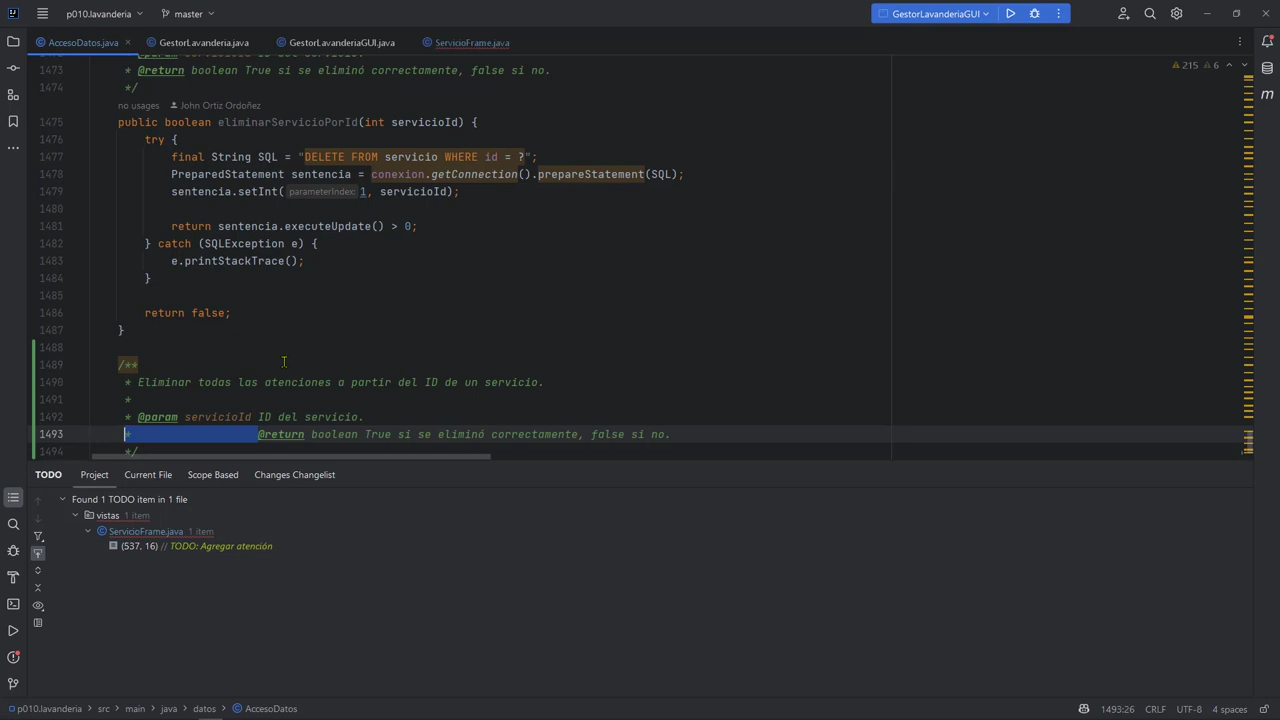 p010.lavanderia
master
GestorLavanderiaGUI
AccesoDatos.java
GestorLavanderia.java
GestorLavanderiaGUI.java
ServicioFrame.java
1473 * @return boolean True si se eliminó correctamente, false si no.
215 6
1474 */
no usages John Ortiz Ordoñez
1475 public boolean eliminarServicioPorId(int servicioId) {
1476 try {
1477 final String SQL = "DELETE FROM servicio WHERE id = ?";
1478 PreparedStatement sentencia = conexion.getConnection().prepareStatement(SQL);
1479 sentencia.setInt( parameterIndex: 1, servicioId);
1480
1481 return sentencia.executeUpdate() > 0;
1482 } catch (SQLException e) {
1483 e.printStackTrace();
1484 }
1485
1486 return false;
1487 }
1488
1489 /**
1490 * Eliminar todas las atenciones a partir del ID de un servicio.
1491 *
1492 * @param servicioId ID del servicio.
1493 * @return boolean True si se eliminó correctamente, false si no.
1494 */
TODO Project Current File Scope Based Changes Changelist
Found 1 TODO item in 1 file
vistas 1 item
ServicioFrame.java 1 item
(537, 16) // TODO: Agregar atención
p010.lavanderia > src > main > java > datos > AccesoDatos
1493:26 CRLF UTF-8 4 spaces